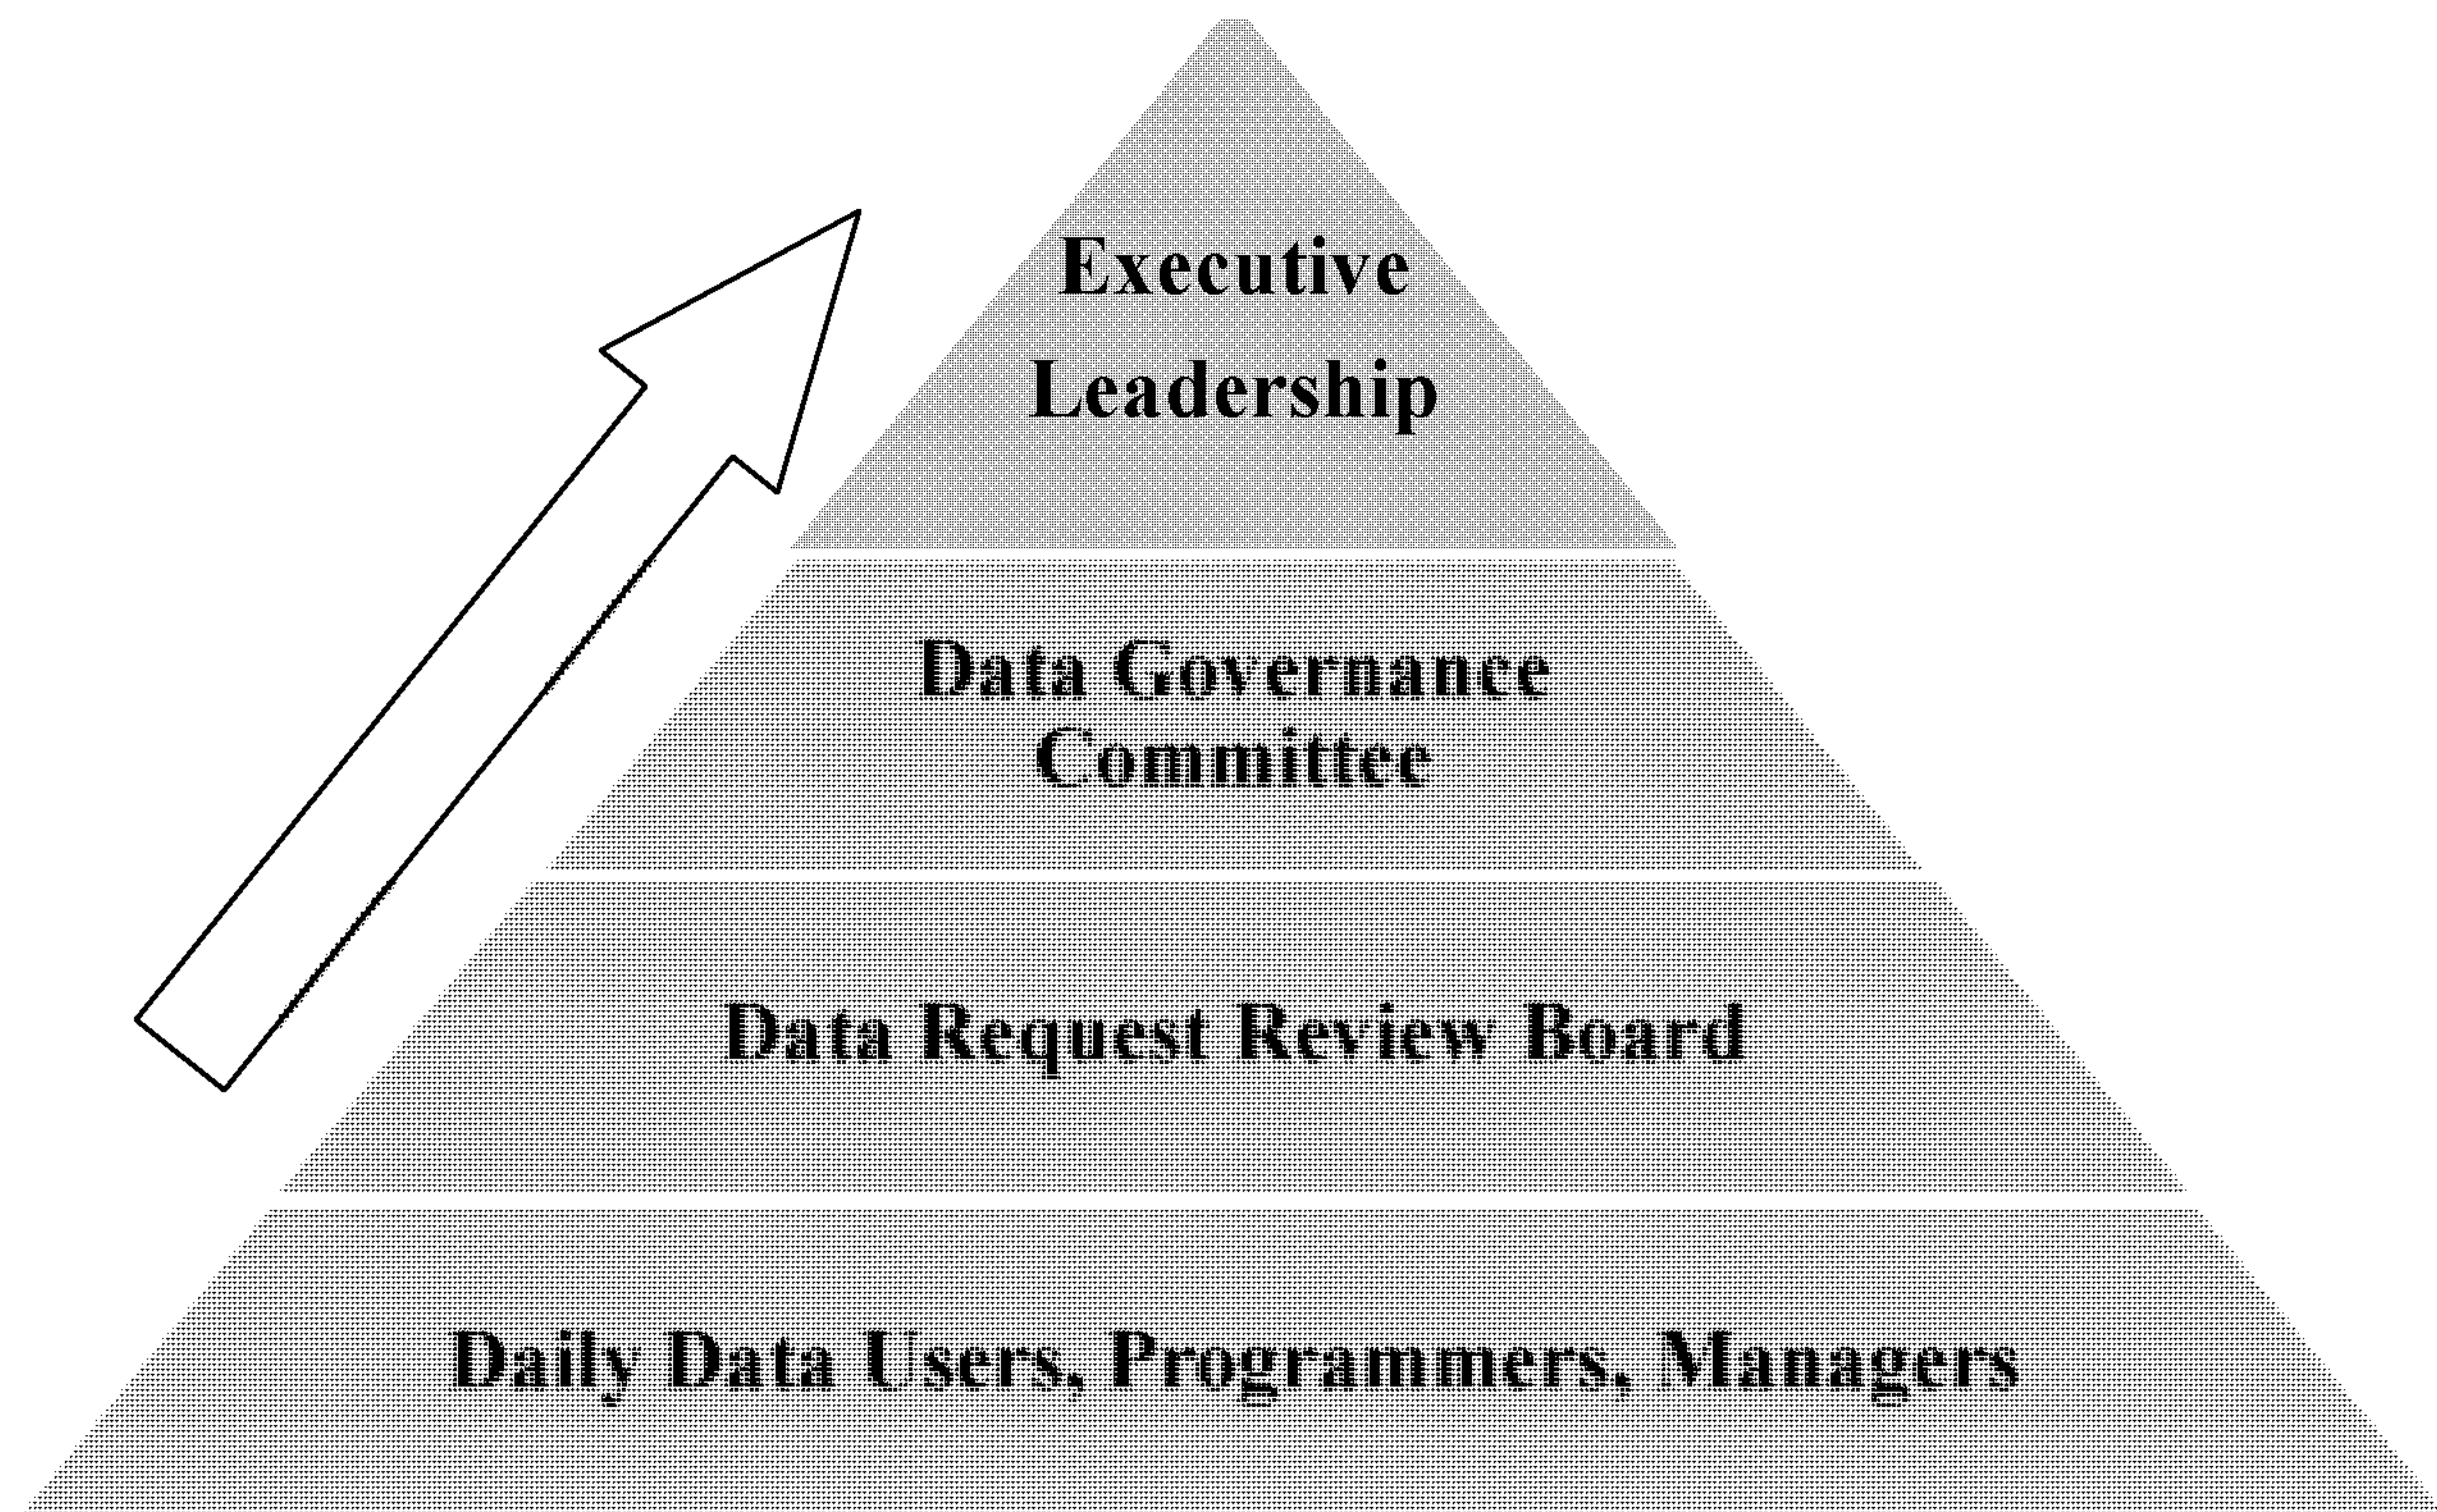 Executive
Leadership
Data Governance
Committee
Data Request Review Board
Daily Data Users, Programmers, Managers